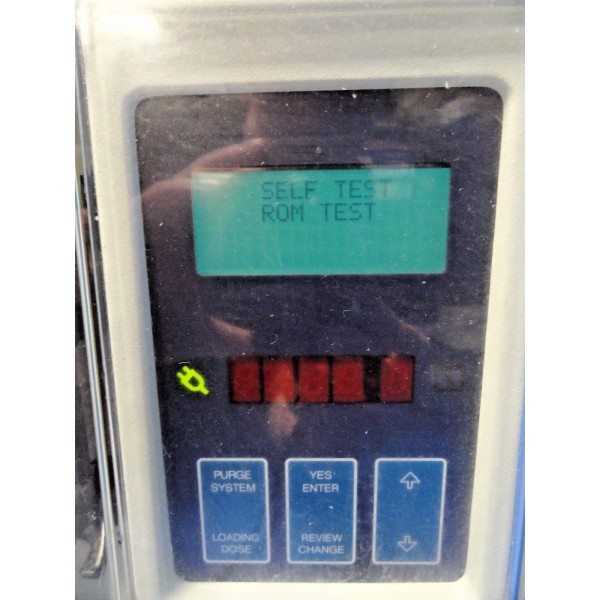 SELF TEST
ROM TEST
PURGE
SYSTEM
LOADING
DOSE
YES
ENTER
REVIEW
CHANGE